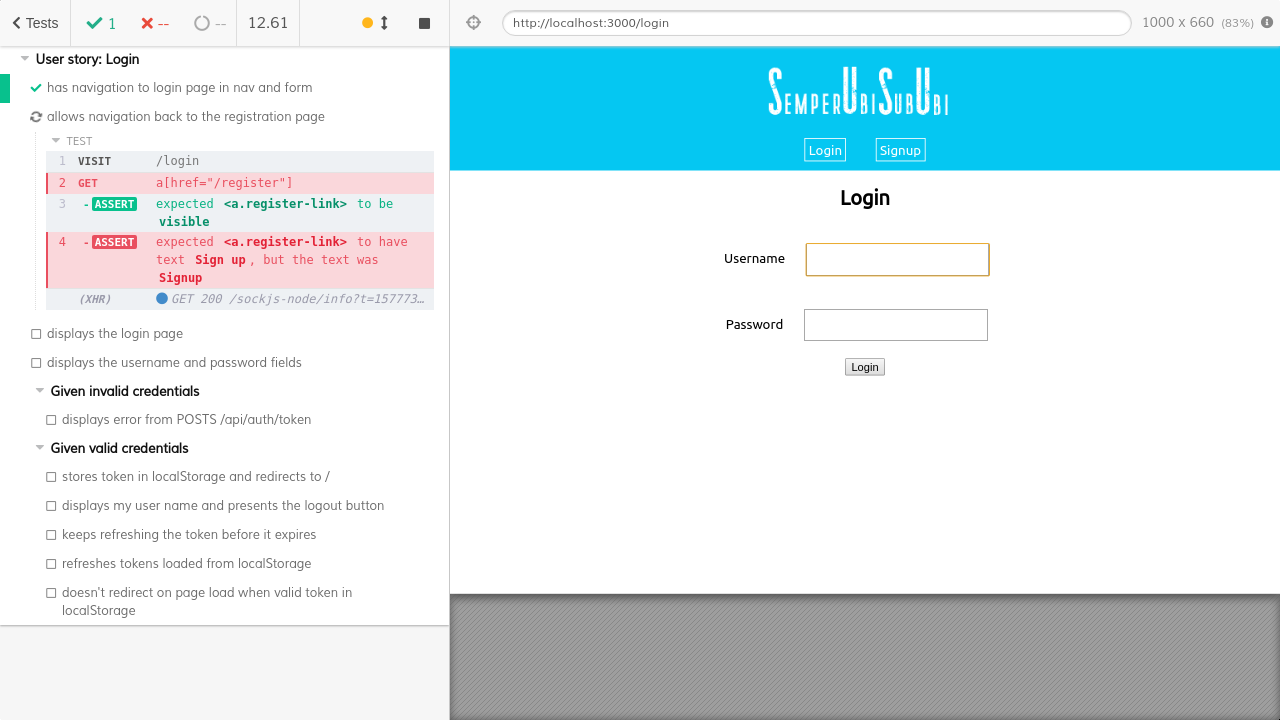 Tests
1
--
--
12.61
User story: Login
has navigation to login page in nav and form
allows navigation back to the registration page
TEST
1 VISIT /login
2 GET a[href="/register"]
3 -ASSERT expected <a.register-link> to be
visible
4 -ASSERT expected <a.register-link> to have
text Sign up, but the text was
Signup
(XHR) GET 200 /sockjs-node/info?t=157773…
displays the login page
displays the username and password fields
Given invalid credentials
displays error from POSTS /api/auth/token
Given valid credentials
stores token in localStorage and redirects to /
displays my user name and presents the logout button
keeps refreshing the token before it expires
refreshes tokens loaded from localStorage
doesn't redirect on page load when valid token in
localStorage
http://localhost:3000/login
1000 x 660 (83%)
SEMPERUBISUBUBI
Login Signup
Login
Username
Password
Login